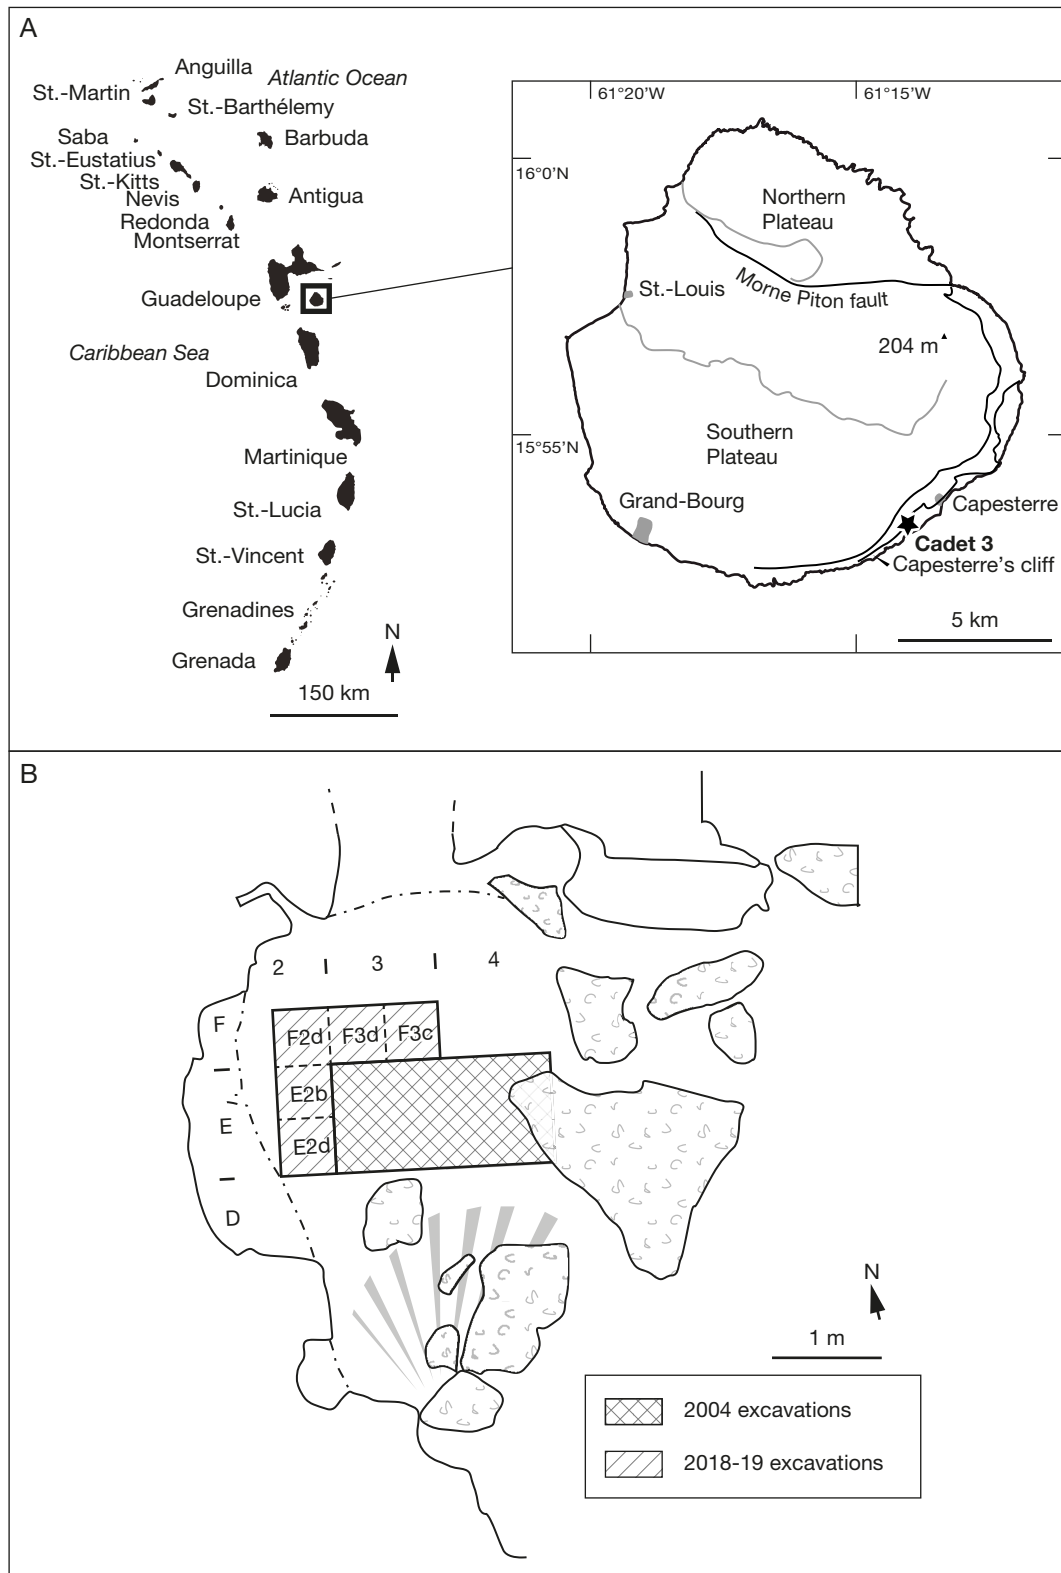 A
Anguilla
Atlantic Ocean
St.-Martin
St.-Barthélemy
Saba
Barbuda
St.-Eustatius
St.-Kitts
Nevis
Antigua
Redonda
Montserrat
Guadeloupe
Caribbean Sea
Dominica
Martinique
St.-Lucia
St.-Vincent
Grenadines
Grenada
N
150 km
61°20’W
61°15’W
16°0’N
Northern
Plateau
St.-Louis
Morne Piton fault
204 m
15°55’N
Southern
Plateau
Grand-Bourg
Capesterre
Cadet 3
Capesterre’s cliff
5 km
B
2
3
4
F
F2d
F3d
F3c
E2b
E
E2d
D
N
1 m
2004 excavations
2018-19 excavations